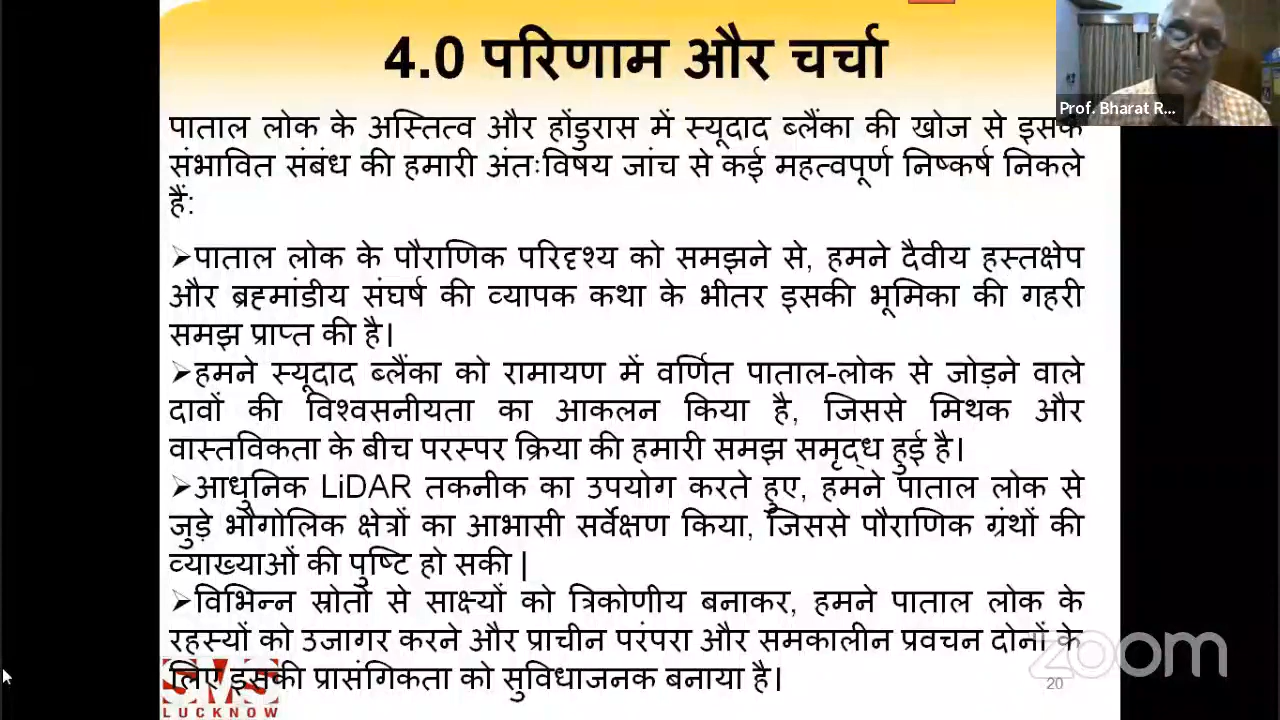 4.0 परिणाम और चर्चा
Prof. Bharat R...
पाताल लोक के अस्तित्व और होंडुरास में स्यूदाद ब्लैंका की खोज से इसके
संभावित संबंध की हमारी अंतःविषय जांच से कई महत्वपूर्ण निष्कर्ष निकले
हैं:
➢पाताल लोक के पौराणिक परिदृश्य को समझने से, हमने दैवीय हस्तक्षेप
और ब्रह्मांडीय संघर्ष की व्यापक कथा के भीतर इसकी भूमिका की गहरी
समझ प्राप्त की है।
➢हमने स्यूदाद ब्लैंका को रामायण में वर्णित पाताल-लोक से जोड़ने वाले
दावों की विश्वसनीयता का आकलन किया है, जिससे मिथक और
वास्तविकता के बीच परस्पर क्रिया की हमारी समझ समृद्ध हुई है।
➢आधुनिक LiDAR तकनीक का उपयोग करते हुए, हमने पाताल लोक से
जुड़े भौगोलिक क्षेत्रों का आभासी सर्वेक्षण किया, जिससे पौराणिक ग्रंथों की
व्याख्याओं की पुष्टि हो सकी |
➢विभिन्न स्रोतों से साक्ष्यों को त्रिकोणीय बनाकर, हमने पाताल लोक के
रहस्यों को उजागर करने और प्राचीन परंपरा और समकालीन प्रवचन दोनों के
लिए इसकी प्रासंगिकता को सुविधाजनक बनाया है।
zoom
20
SMS
LUCKNOW